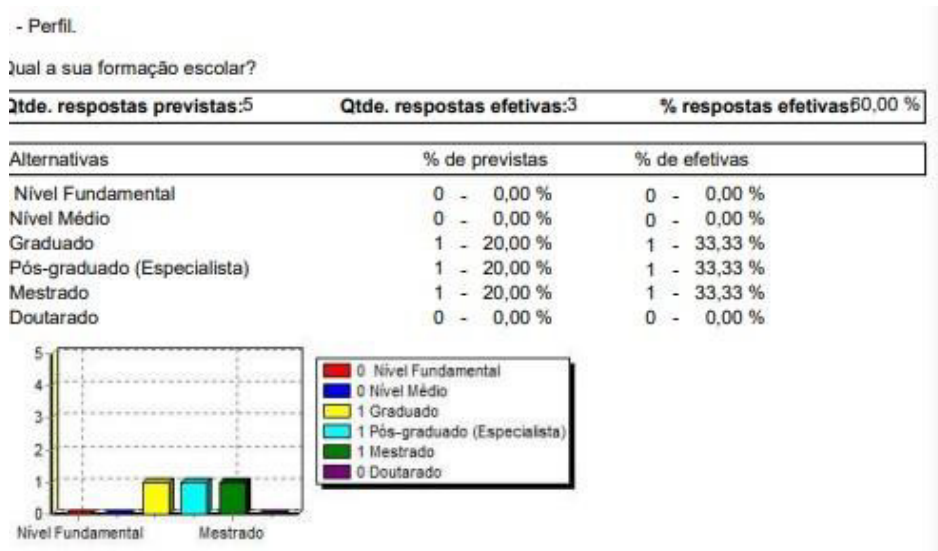 - Perfil.
Qual a sua formação escolar?
Qtde. respostas previstas:5 Qtde. respostas efetivas:3 % respostas efetivas60,00 %
Alternativas % de previstas % de efetivas
Nível Fundamental 0 - 0,00 % 0 - 0,00 %
Nível Médio 0 - 0,00 % 0 - 0,00 %
Graduado 1 - 20,00 % 1 - 33,33 %
Pós-graduado (Especialista) 1 - 20,00 % 1 - 33,33 %
Mestrado 1 - 20,00 % 1 - 33,33 %
Doutarado 0 - 0,00 % 0 - 0,00 %
5
4
3
2
1
0
Nível Fundamental Mestrado
0 Nível Fundamental
0 Nível Médio
1 Graduado
1 Pós-graduado (Especialista)
1 Mestrado
0 Doutarado